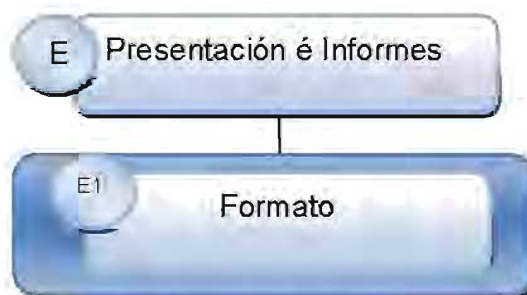 E Presentación é Informes
E1
Formato